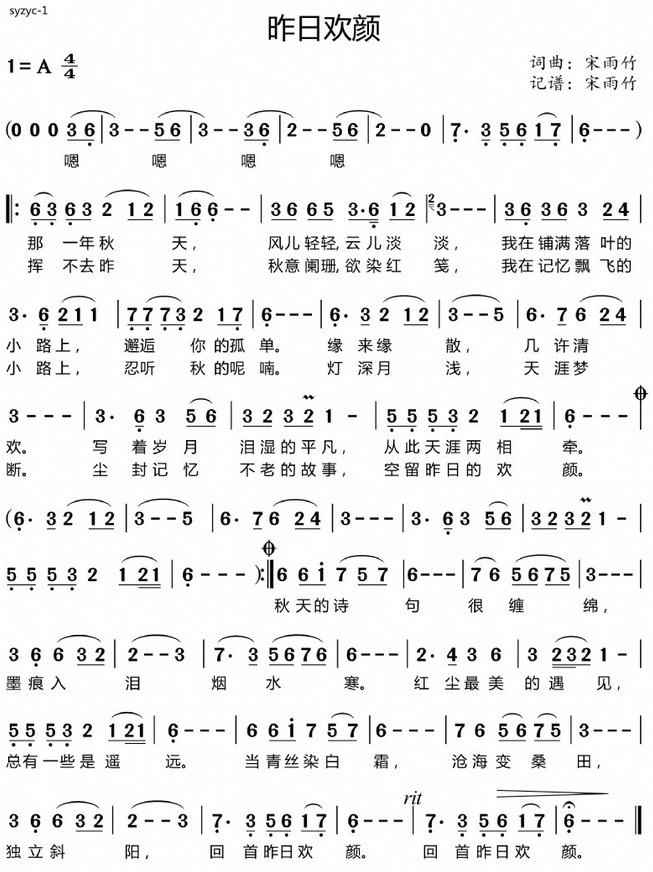 syzyc-1
昨日欢颜
1=A 4/4
词曲：宋雨竹
记谱：宋雨竹
(0 0 0 3 6 | 3 - - 5 6 | 3 - - 3 6 | 2 - - 5 6 | 2 - - 0 | 7· 3 5 6 1 7 | 6 - - - )
嗯 嗯 嗯 嗯
‖: 6 3 6 3 2 1 2 | 1 6 6 - - | 3 6 6 5 3·6 1 2 | 2 3 - - - | 3 6 3 6 3 2 4 |
那 一年秋 天， 风儿轻轻，云儿淡 淡， 我在铺满落 叶的
挥 不去昨 天， 秋意阑珊，欲染红 笺， 我在记忆飘 飞的
3· 6 2 1 1 | 7 7 7 3 2 1 7 | 6 - - - | 6· 3 2 1 2 | 3 - - 5 | 6· 7 6 2 4 |
小 路上， 邂逅 你 的孤 单。 缘 来缘 散， 几 许清
小 路上， 忍听 秋 的呢 喃。 灯 深月 浅， 天 涯梦
3 - - - | 3· 6 3 5 6 | 3 2 3 2 1 - | 5 5 5 3 2 1 2 1 | 6 - - - |
欢。 写 着岁 月 泪湿的平凡， 从此天涯两 相 牵。
断。 尘 封记 忆 不老的故事， 空留昨日的 欢 颜。
(6· 3 2 1 2 | 3 - - 5 | 6· 7 6 2 4 | 3 - - - | 3· 6 3 5 6 | 3 2 3 2 1 - |
5 5 5 3 2 1 2 1 | 6 - - - ):‖ 6 6 1 7 5 7 | 6 - - - | 7 6 5 6 7 5 | 3 - - - |
秋 天的诗 句 很 缠 绵，
3 6 6 3 2 | 2 - - 3 | 7· 3 5 6 7 6 | 6 - - - | 2· 4 3 6 | 3 2 3 2 1 - |
墨痕入 泪 烟 水 寒。 红 尘最美 的 遇 见，
5 5 5 3 2 1 2 1 | 6 - - - | 6 6 1 7 5 7 | 6 - - - | 7 6 5 6 7 5 | 3 - - - |
总有一些是 遥 远。 当青丝染白 霜， 沧海变 桑 田，
rit
3 6 6 3 2 | 2 - - 3 | 7· 3 5 6 1 7 | 6 - - - | 7· 3 5 6 1 7 | 6 - - - ‖
独立斜 阳， 回 首昨日欢 颜。 回 首昨日欢 颜。